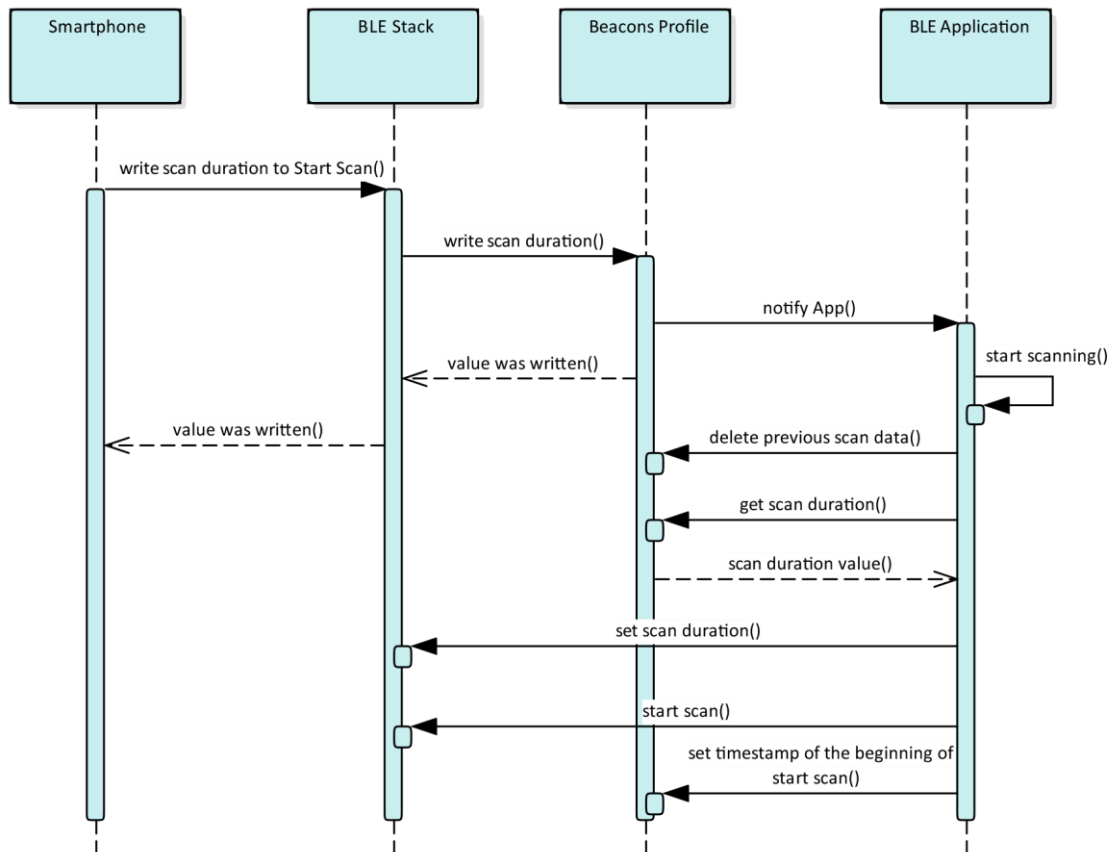 Smartphone
BLE Stack
Beacons Profile
BLE Application
write scan duration to Start Scan()
write scan duration()
notify App()
start scanning()
value was written()
value was written()
delete previous scan data()
get scan duration()
scan duration value()
set scan duration()
start scan()
set timestamp of the beginning of
start scan()